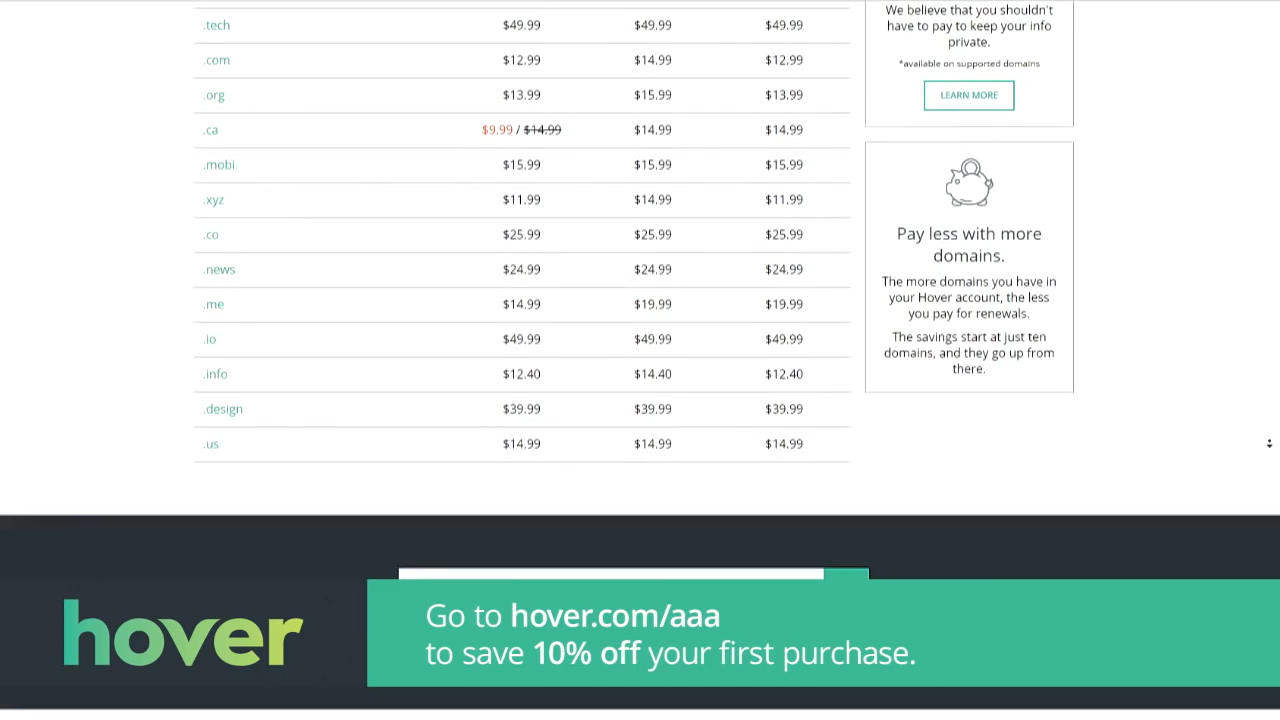 .tech $49.99 $49.99 $49.99
.com $12.99 $14.99 $12.99
.org $13.99 $15.99 $13.99
.ca $9.99 / $14.99 $14.99 $14.99
.mobi $15.99 $15.99 $15.99
.xyz $11.99 $14.99 $11.99
.co $25.99 $25.99 $25.99
.news $24.99 $24.99 $24.99
.me $14.99 $19.99 $19.99
.io $49.99 $49.99 $49.99
.info $12.40 $14.40 $12.40
.design $39.99 $39.99 $39.99
.us $14.99 $14.99 $14.99
We believe that you shouldn't
have to pay to keep your info
private.
*available on supported domains
LEARN MORE
Pay less with more
domains.
The more domains you have in
your Hover account, the less
you pay for renewals.
The savings start at just ten
domains, and they go up from
there.
hover
Go to hover.com/aaa
to save 10% off your first purchase.